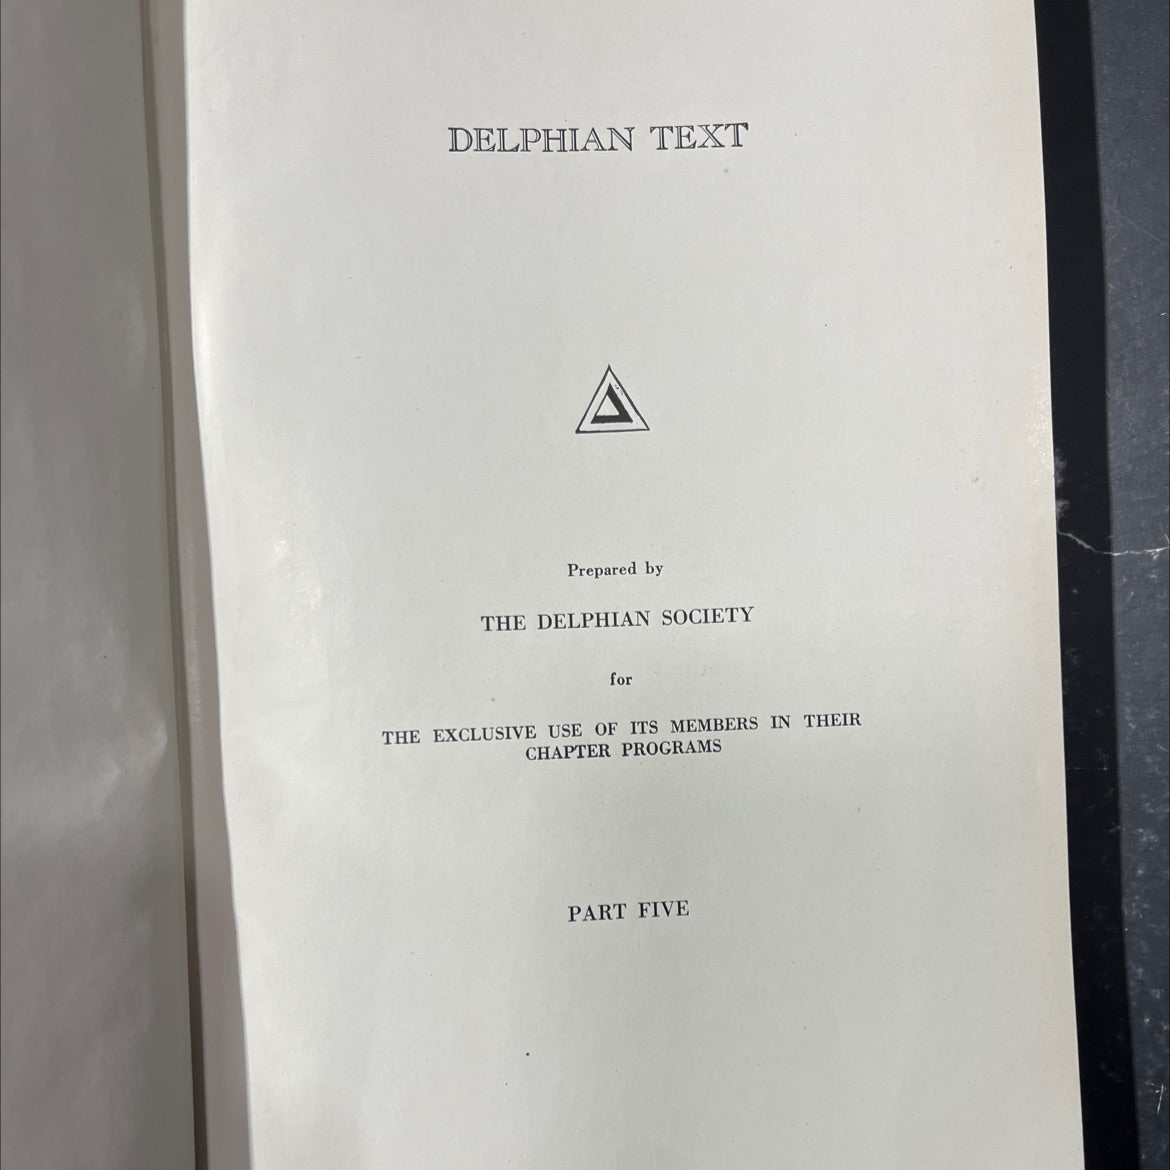 DELPHIAN TEXT
Prepared by
THE DELPHIAN SOCIETY
for
THE EXCLUSIVE USE OF ITS MEMBERS IN THEIR
CHAPTER PROGRAMS
PART FIVE